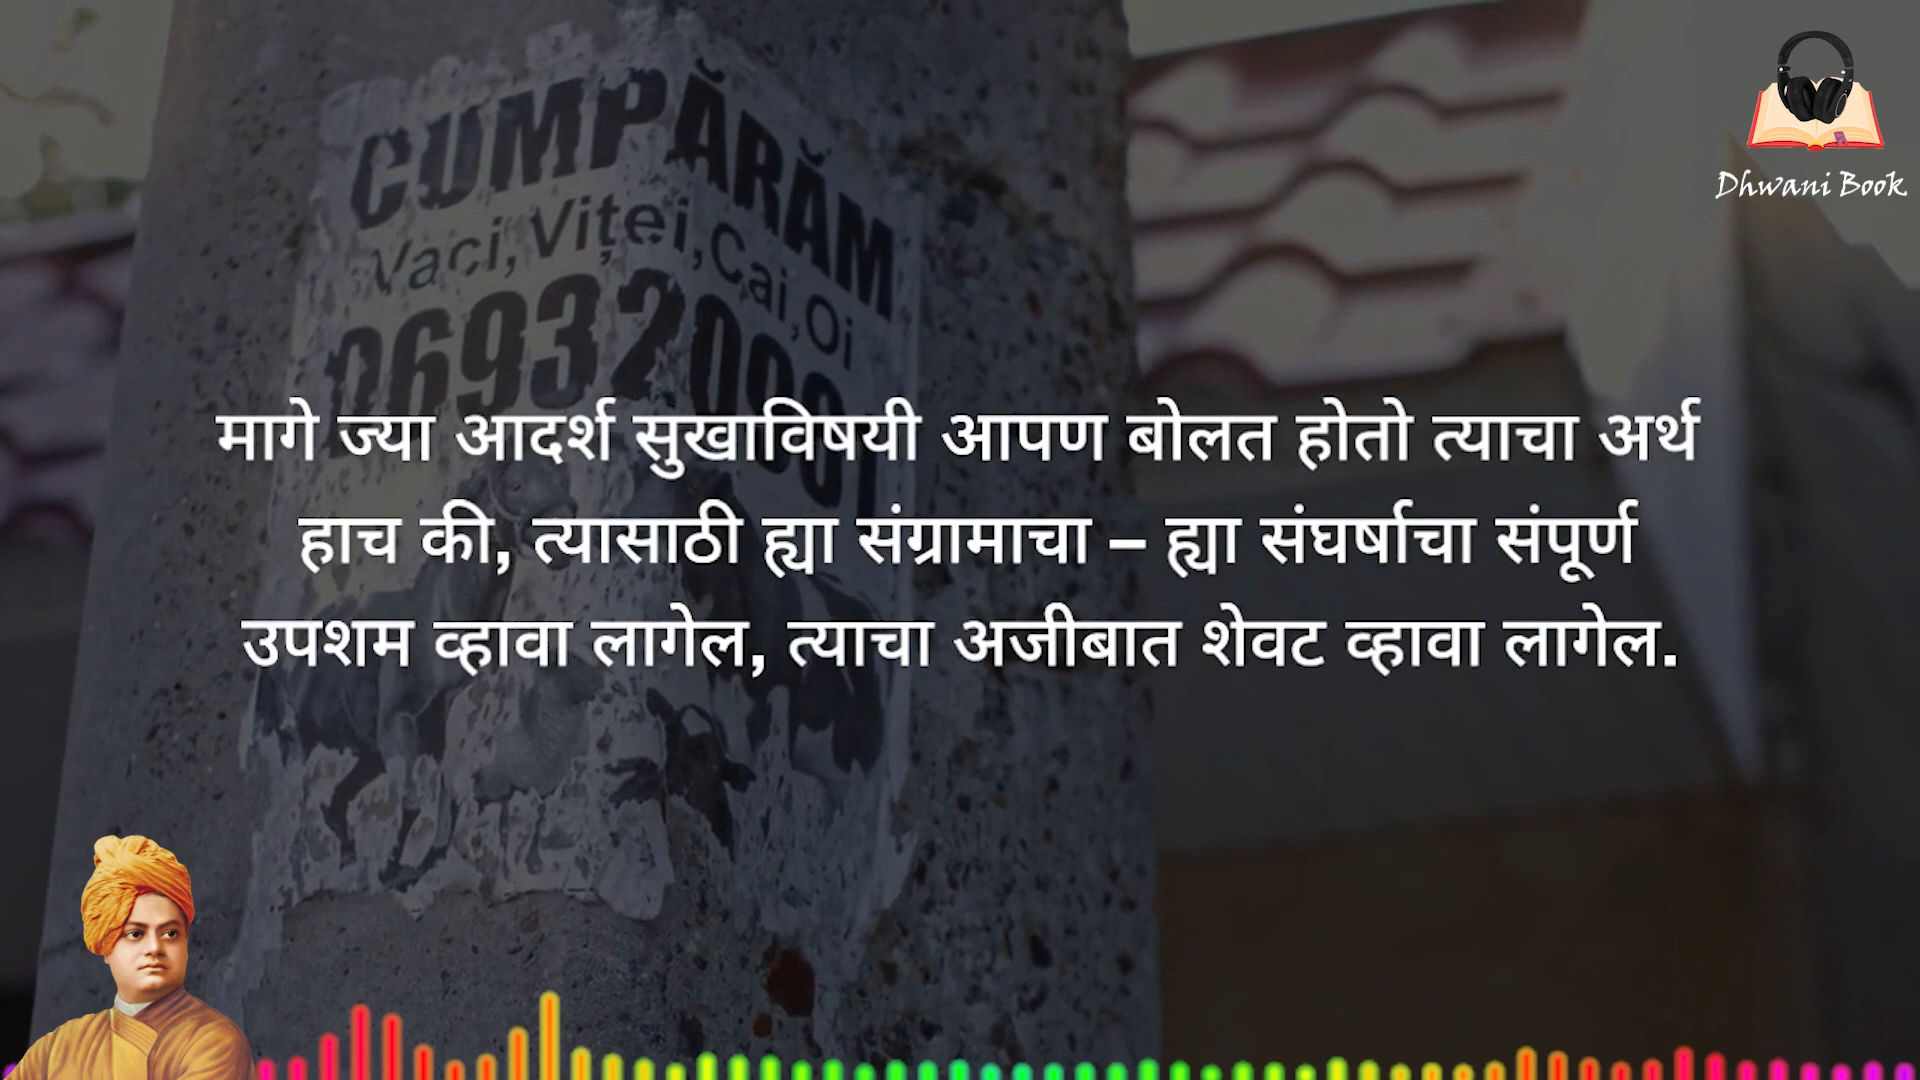 CUMPĂRĂM
Vaci,Viței,Cai,Oi
Dhwani Book
मागे ज्या आदर्श सुखाविषयी आपण बोलत होतो त्याचा अर्थ
हाच की, त्यासाठी ह्या संग्रामाचा – ह्या संघर्षाचा संपूर्ण
उपशम व्हावा लागेल, त्याचा अजीबात शेवट व्हावा लागेल.